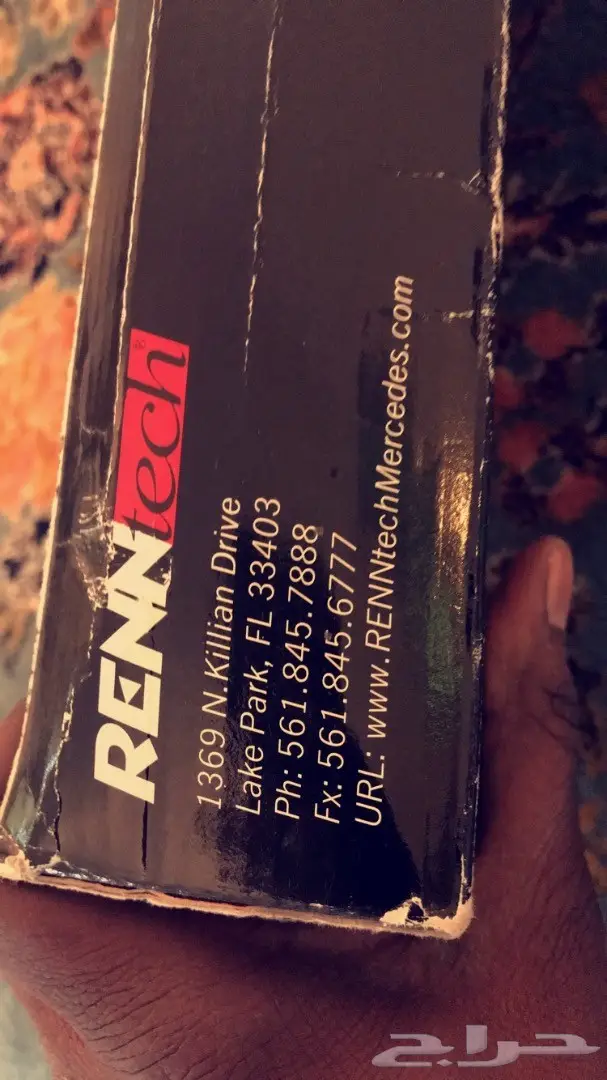 RENNtech®
1369 N.Killian Drive
Lake Park, FL 33403
Ph: 561.845.7888
Fx: 561.845.6777
URL: www.RENNtechMercedes.com
حراج